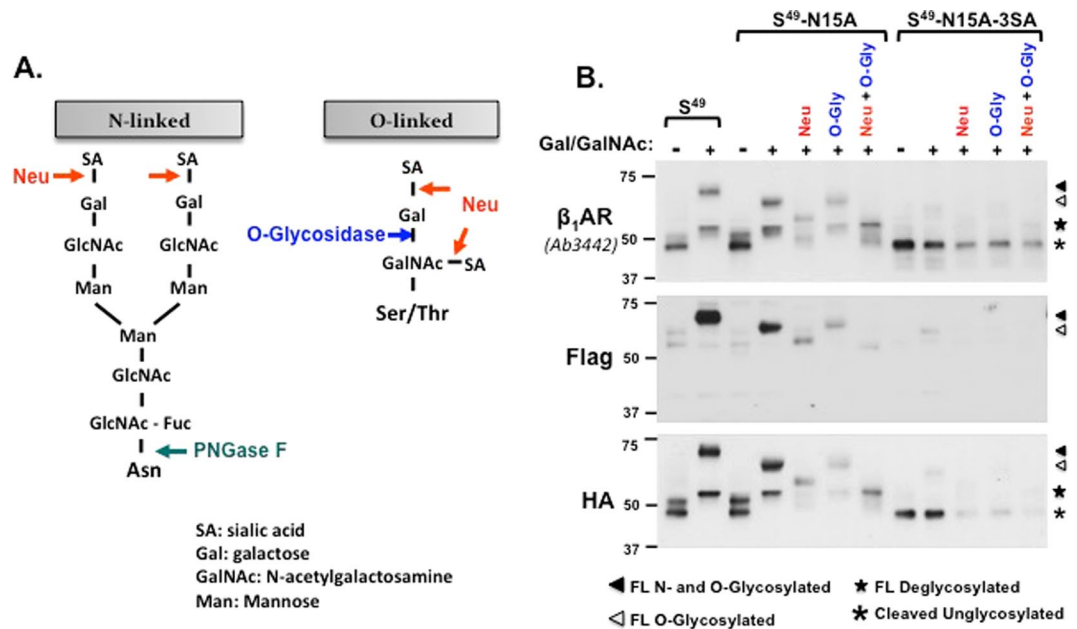 A.
N-linked
O-linked
SA SA
Neu
Gal Gal
GlcNAc GlcNAc
Man Man
Man
GlcNAc
GlcNAc - Fuc
PNGase F
Asn
SA
Neu
Gal
O-Glycosidase
GalNAc SA
Ser/Thr
SA: sialic acid
Gal: galactose
GalNAc: N-acetylgalactosamine
Man: Mannose
B.
S49-N15A S49-N15A-3SA
S49
Neu O-Gly Neu + O-Gly Neu O-Gly Neu + O-Gly
Gal/GalNAc: - + - + + + + - + + + +
β1AR
(Ab3442)
75
50
37
Flag
75
50
37
HA
75
50
37
FL N- and O-Glycosylated
FL O-Glycosylated
FL Deglycosylated
Cleaved Unglycosylated